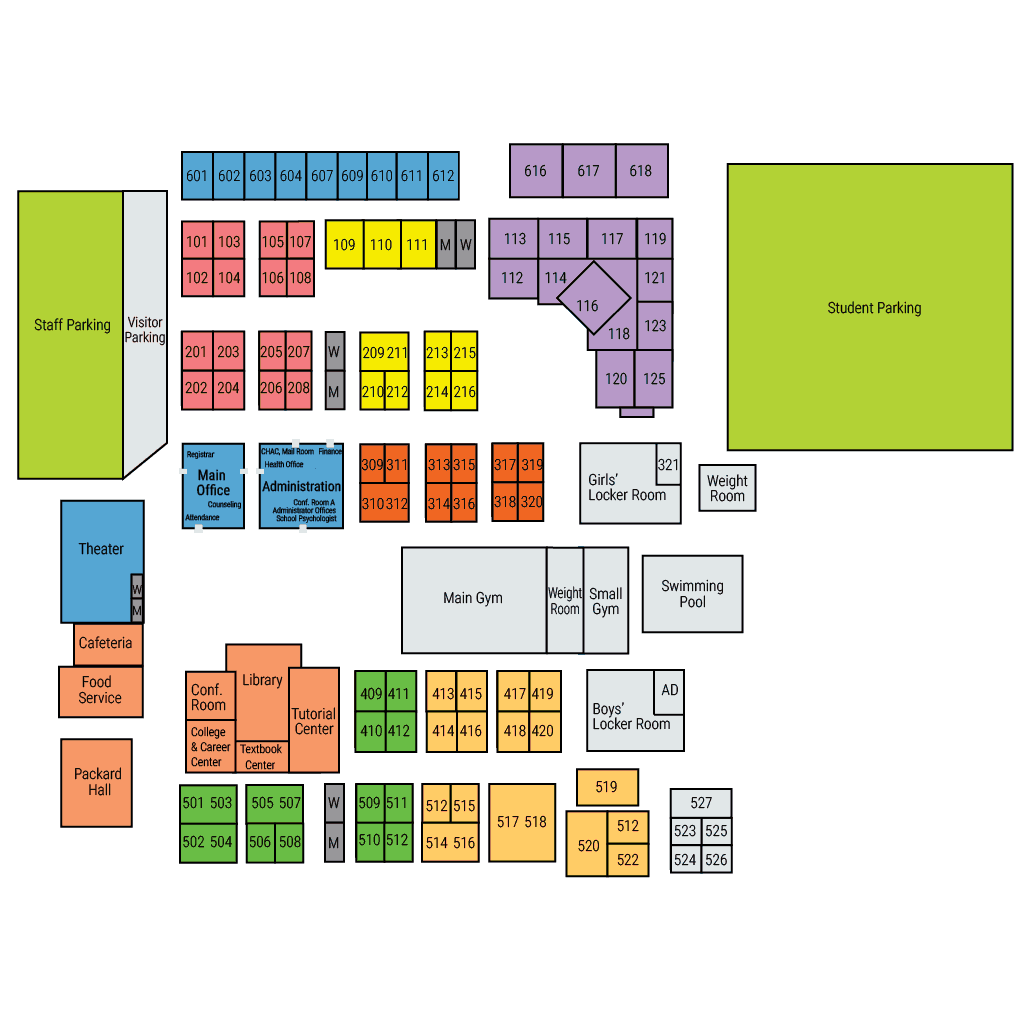 616 617 618
601 602 603 604 607 609 610 611 612
101 103 105 107 109 110 111 M W
102 104 106 108
113 115 117 119
112 114 116 121
118 123
120 125
Staff Parking
Visitor
Parking
Student Parking
201 203 205 207 W 209 211 213 215
202 204 206 208 M 210 212 214 216
Registrar
Main
Office
Counseling
Attendance
CHAC, Mail Room Finance
Health Office
Administration
Conf. Room A
Administrator Offices
School Psychologist
309 311 313 315 317 319
310 312 314 316 318 320
321
Girls'
Locker Room
Weight
Room
Theater
W
M
Cafeteria
Food
Service
Packard
Hall
Main Gym
Weight
Room
Small
Gym
Swimming
Pool
Conf.
Room
Library
Tutorial
Center
College
& Career
Center
Textbook
Center
409 411 413 415 417 419
410 412 414 416 418 420
AD
Boys'
Locker Room
501 503 505 507 W 509 511 512 515
502 504 506 508 M 510 512 514 516
517 518
519
520 512
522
527
523 525
524 526